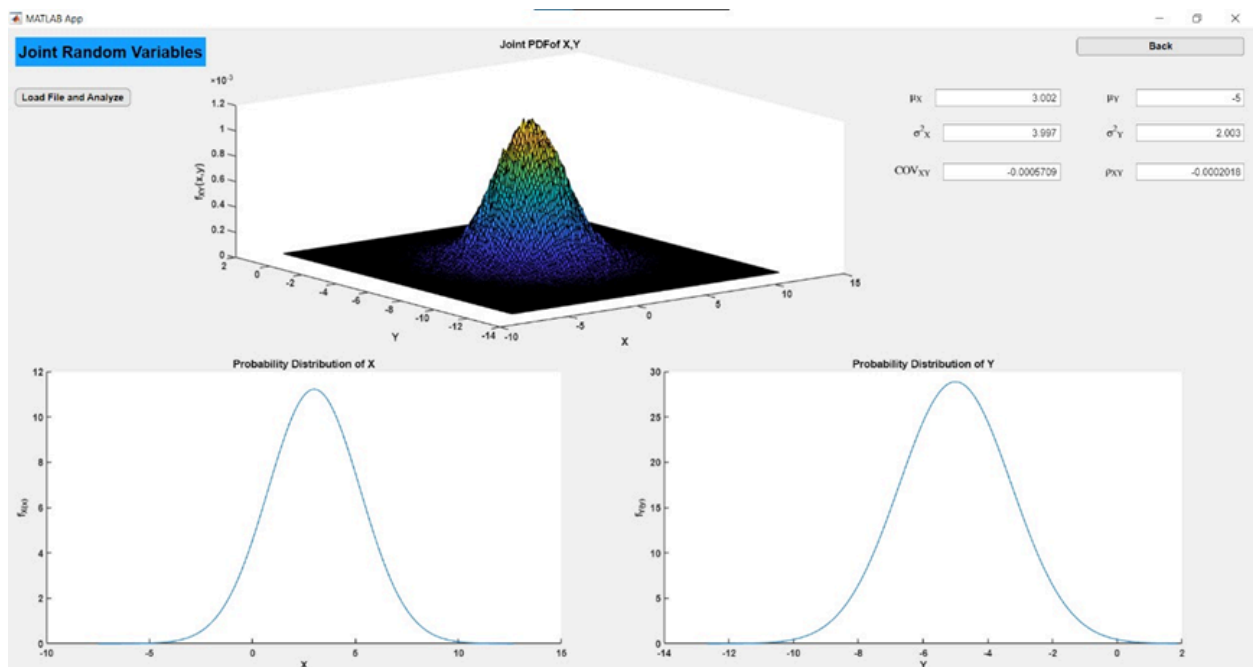 MATLAB App
Joint Random Variables
Load File and Analyze
Back
Joint PDFof X,Y
×10-3
1.2
1
0.8
0.6
0.4
0.2
0
fXY(x,y)
2
0
-2
-4
-6
-8
-10
-12
-14
Y
-10
-5
0
5
10
15
X
μX 3.002 μY -5
σ2X 3.997 σ2Y 2.003
COVXY -0.0005709 ρXY -0.0002018
Probability Distribution of X
12
10
8
6
4
2
0
fX(x)
-10 -5 0 5 10 15
X
Probability Distribution of Y
30
25
20
15
10
5
0
fY(y)
-14 -12 -10 -8 -6 -4 -2 0 2
Y